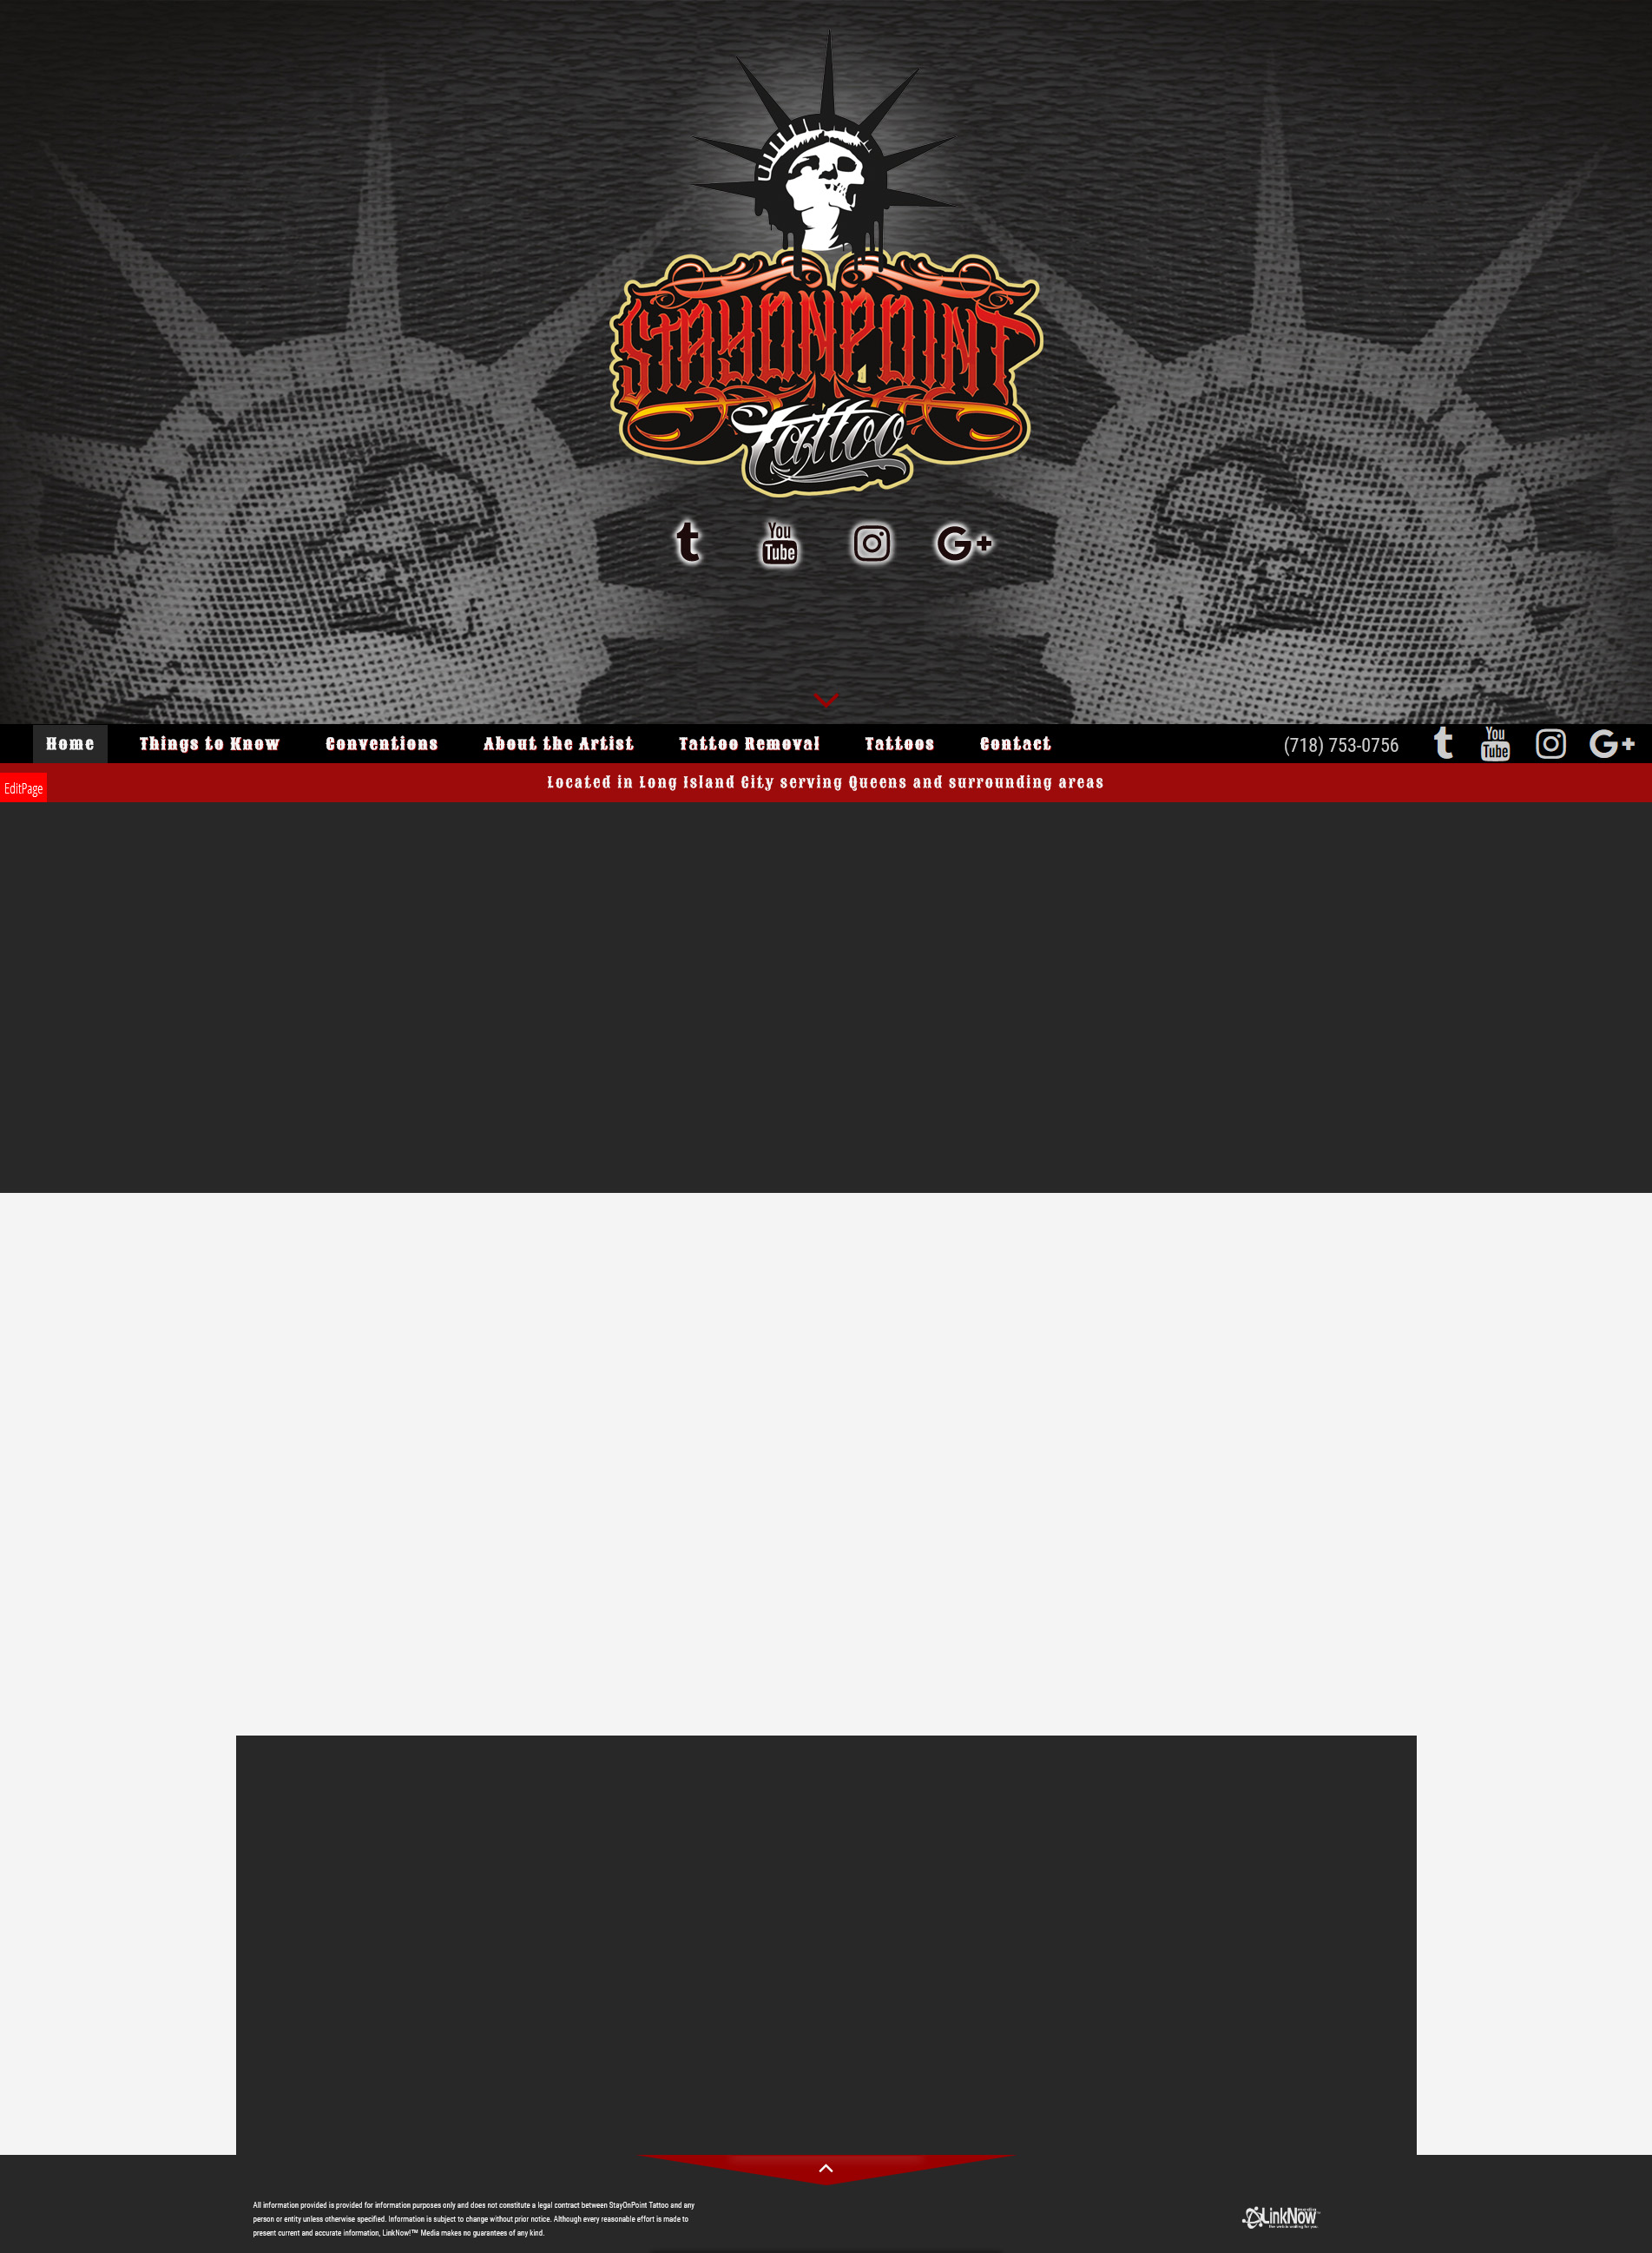 STAYONPOINT
tattoo
t You Tube G+
Home Things to Know Conventions About the Artist Tattoo Removal Tattoos Contact (718) 753-0756 t You Tube G+
EditPage Located in Long Island City serving Queens and surrounding areas
All information provided is provided for information purposes only and does not constitute a legal contract between StayOnPoint Tattoo and any
person or entity unless otherwise specified. Information is subject to change without prior notice. Although every reasonable effort is made to
present current and accurate information, LinkNow!™ Media makes no guarantees of any kind.
LinkNow